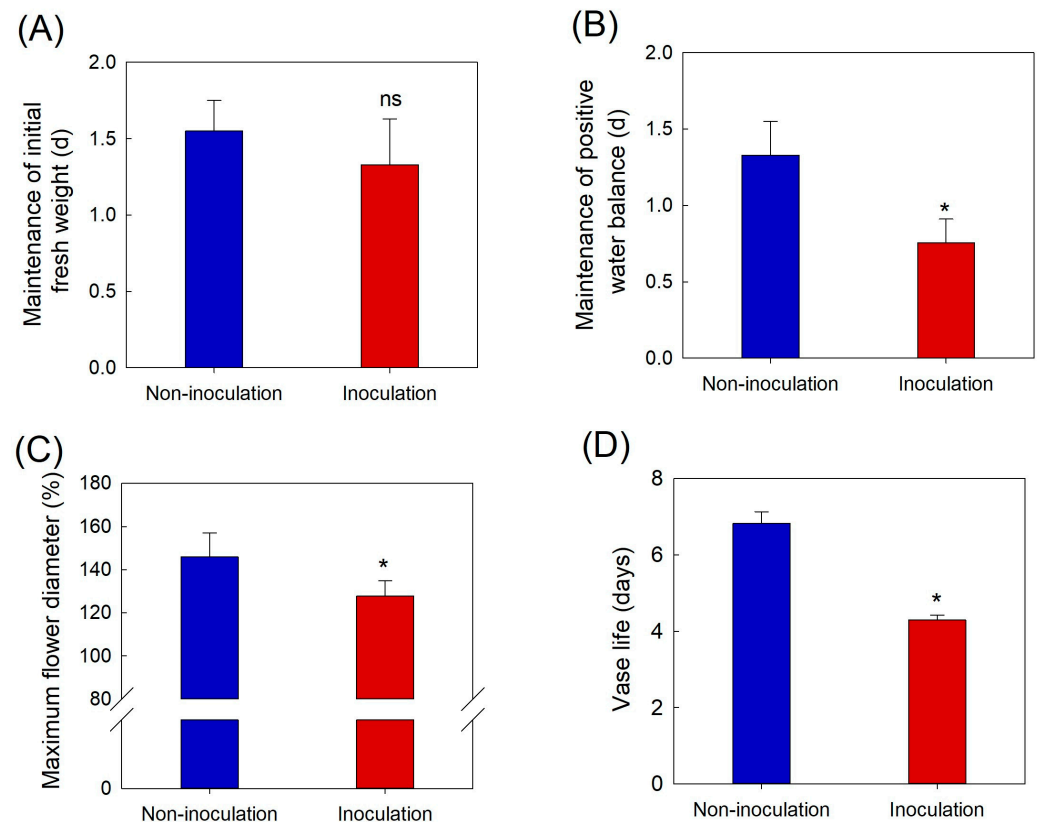 (A)
Maintenance of initial
fresh weight (d)
2.0
1.5
1.0
0.5
0.0
ns
Non-inoculation
Inoculation
(B)
Maintenance of positive
water balance (d)
2.0
1.5
1.0
0.5
0.0
*
Non-inoculation
Inoculation
(C)
Maximum flower diameter (%)
180
160
140
120
100
80
0
*
Non-inoculation
Inoculation
(D)
Vase life (days)
8
6
4
2
0
*
Non-inoculation
Inoculation